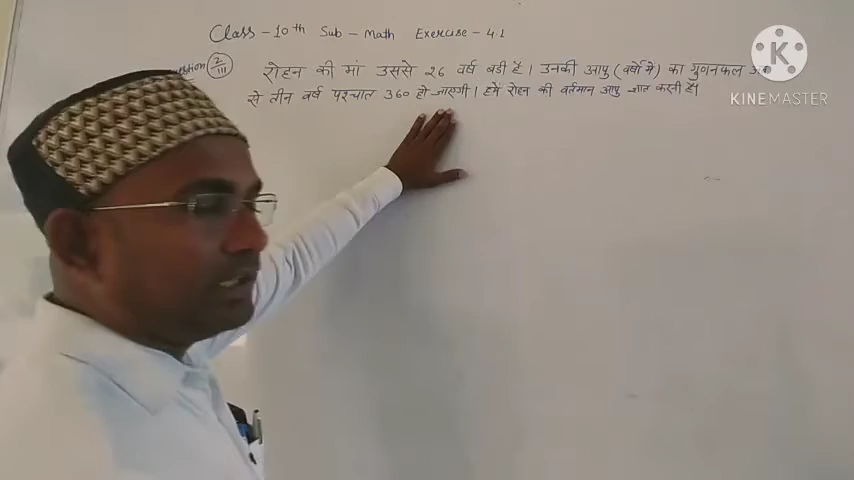 Class - 10th Sub - Math Exercise - 4.1
Question 2/III रोहन की मां उससे 26 वर्ष बडी है। उनकी आयु (वर्षों में) का गुणनफल अब
से तीन वर्ष पश्चात 360 हो जाएगी। हमें रोहन की वर्तमान आयु ज्ञात करनी है।
K
KINEMASTER